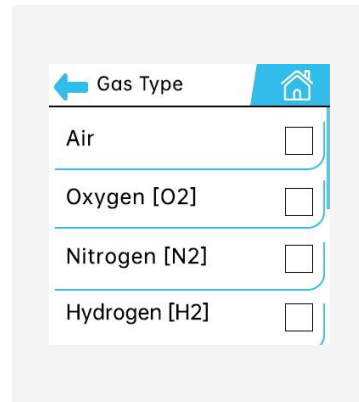 Gas Type
Air
Oxygen [O2]
Nitrogen [N2]
Hydrogen [H2]